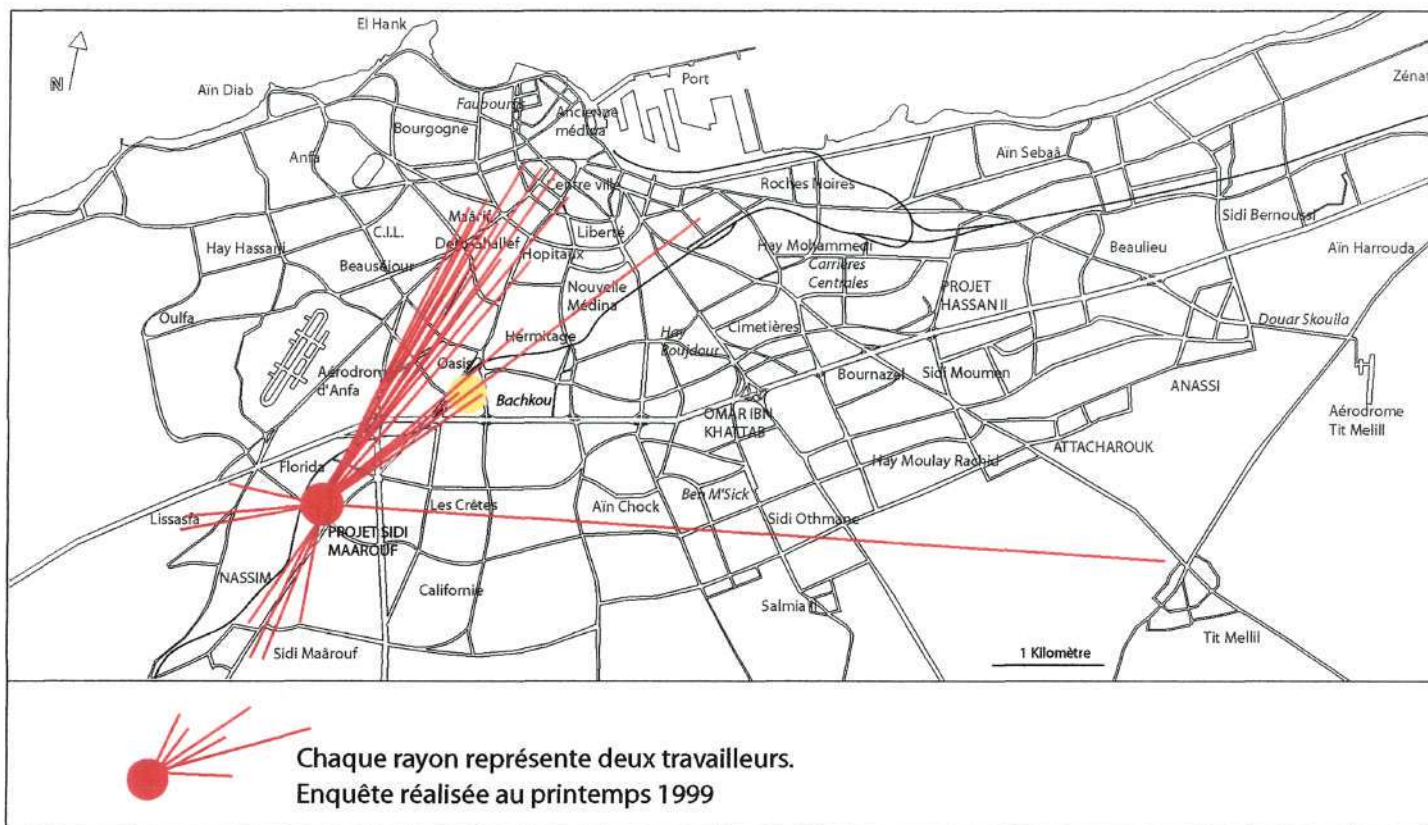 El Hank
N
Port
Zénat
Aïn Diab
Faubourgs
Ancienne
médina
Bourgogne
Aïn Sebaâ
Anfa
Centre ville
Roches Noires
Maârif
Sidi Bernoussi
C.I.L.
Derb Ghallef
Liberté
Hay Hassani
Hopitaux
Hay Mohammedi
Beaulieu
Aïn Harrouda
Beauséjour
Carrières
Centrales
Nouvelle
Médina
PROJET
HASSAN II
Oulfa
Hermitage
Hay
Boujdour
Cimetières
Douar Skouila
Oasis
Aérodrome
d'Anfa
Bournazel
Sidi Moumen
ANASSI
Bachkou
OMAR IBN
KHATTAB
Aérodrome
Tit Melill
ATTACHAROUK
Florida
Hay Moulay Rachid
Lissasfa
Les Crêtes
Aïn Chock
Ben M'Sick
Sidi Othmane
PROJET SIDI
MAAROUF
NASSIM
Californie
Salmia II
Tit Mellil
Sidi Maârouf
1 Kilomètre
Chaque rayon représente deux travailleurs.
Enquête réalisée au printemps 1999